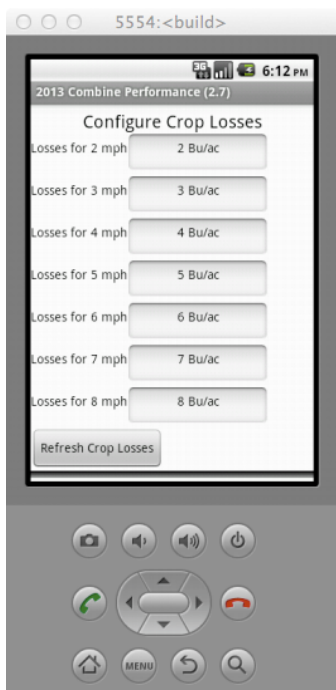 5554:<build>
3G 6:12 PM
2013 Combine Performance (2.7)
Configure Crop Losses
Losses for 2 mph 2 Bu/ac
Losses for 3 mph 3 Bu/ac
Losses for 4 mph 4 Bu/ac
Losses for 5 mph 5 Bu/ac
Losses for 6 mph 6 Bu/ac
Losses for 7 mph 7 Bu/ac
Losses for 8 mph 8 Bu/ac
Refresh Crop Losses
MENU